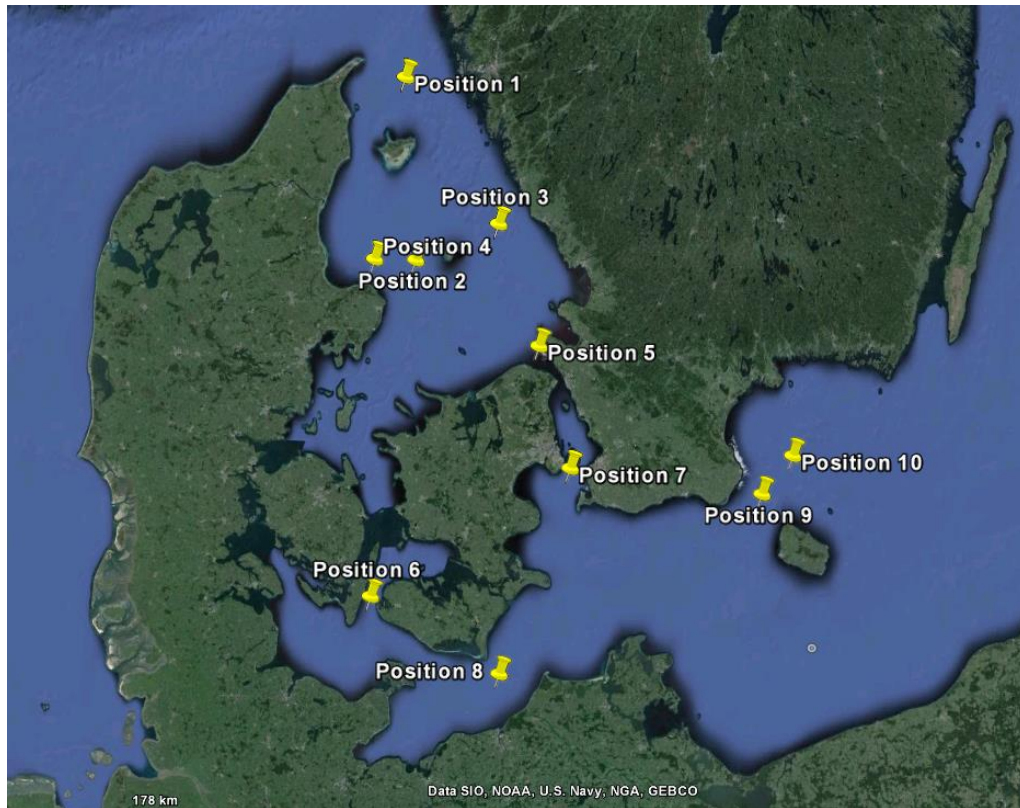 Position 1
Position 3
Position 4
Position 2
Position 5
Position 10
Position 7
Position 9
Position 6
Position 8
Data SIO, NOAA, U.S. Navy, NGA, GEBCO
178 km